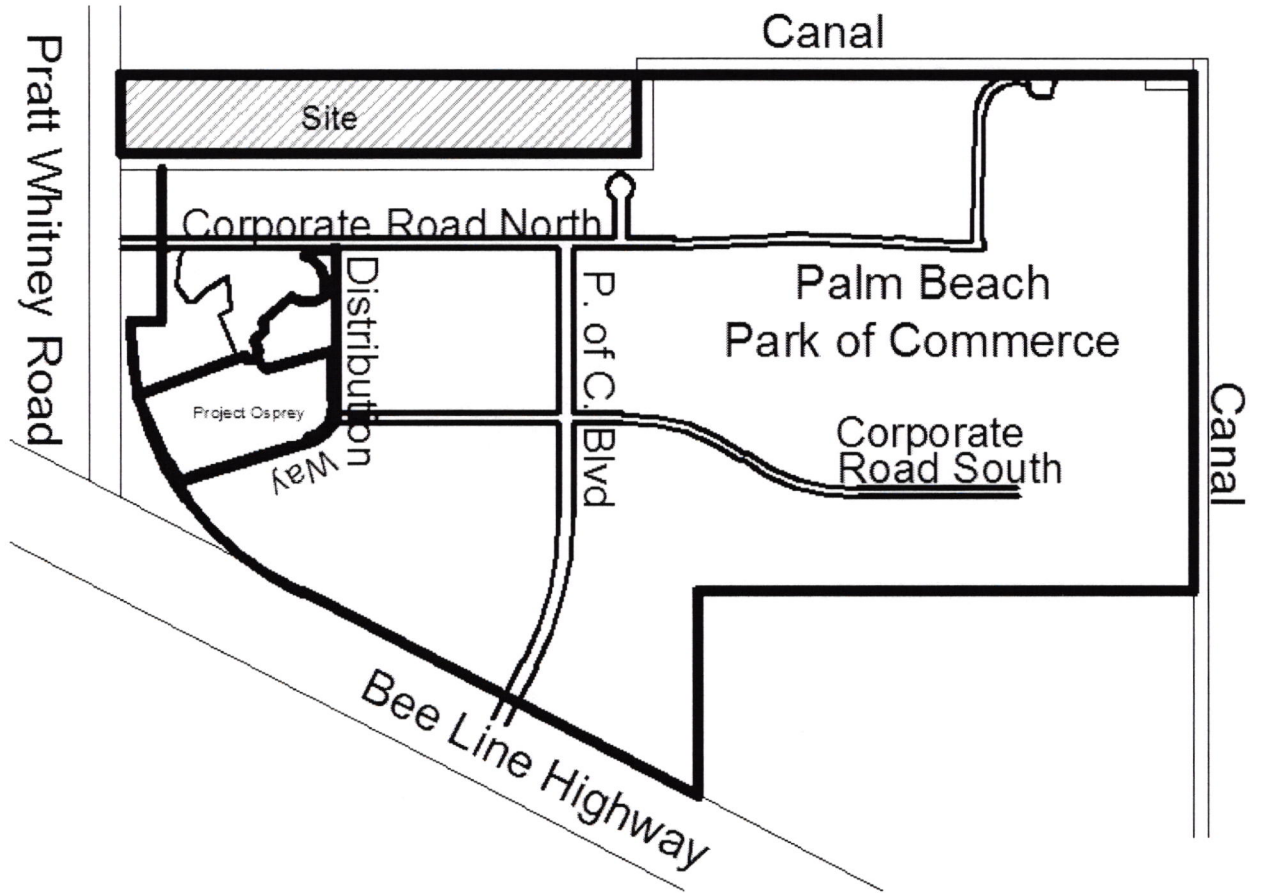 Canal
Pratt Whitney Road
Site
Corporate Road North
Distribution
Way
P. of C. Blvd
Palm Beach
Park of Commerce
Project Osprey
Corporate
Road South
Canal
Bee Line Highway